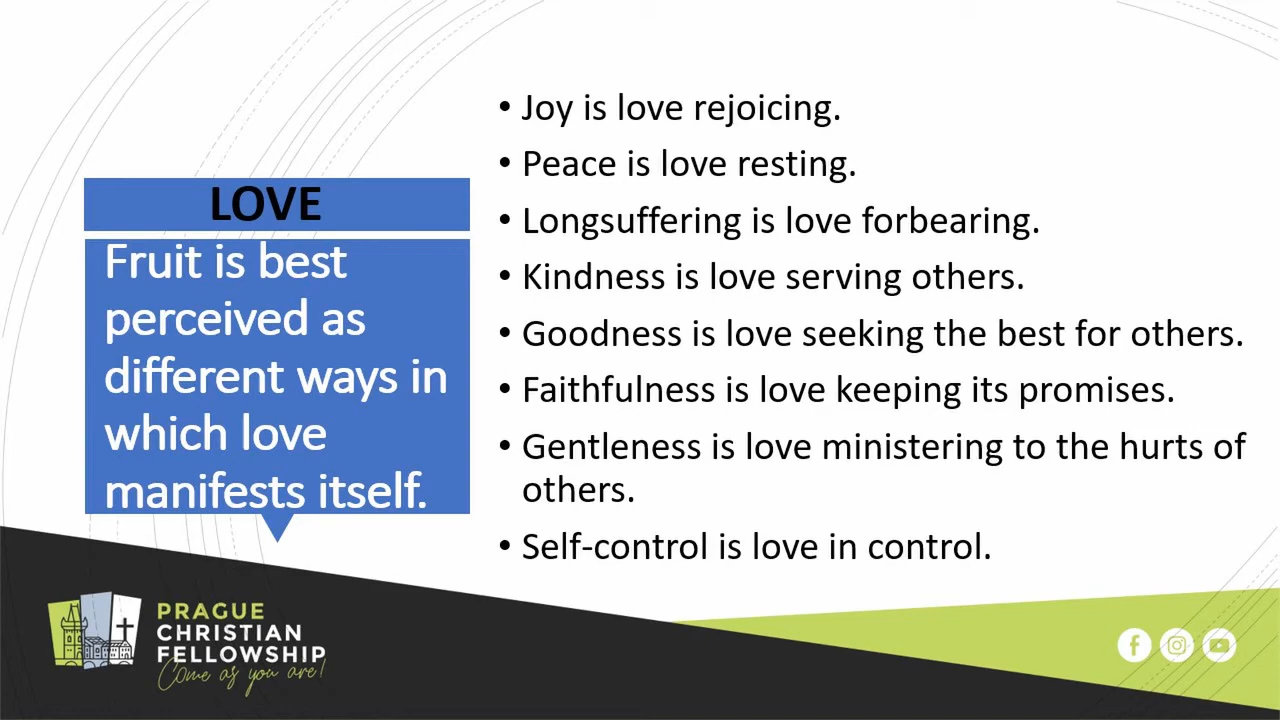 LOVE
Fruit is best
perceived as
different ways in
which love
manifests itself.
• Joy is love rejoicing.
• Peace is love resting.
• Longsuffering is love forbearing.
• Kindness is love serving others.
• Goodness is love seeking the best for others.
• Faithfulness is love keeping its promises.
• Gentleness is love ministering to the hurts of
others.
• Self-control is love in control.
PRAGUE
CHRISTIAN
FELLOWSHIP
Come as you are!